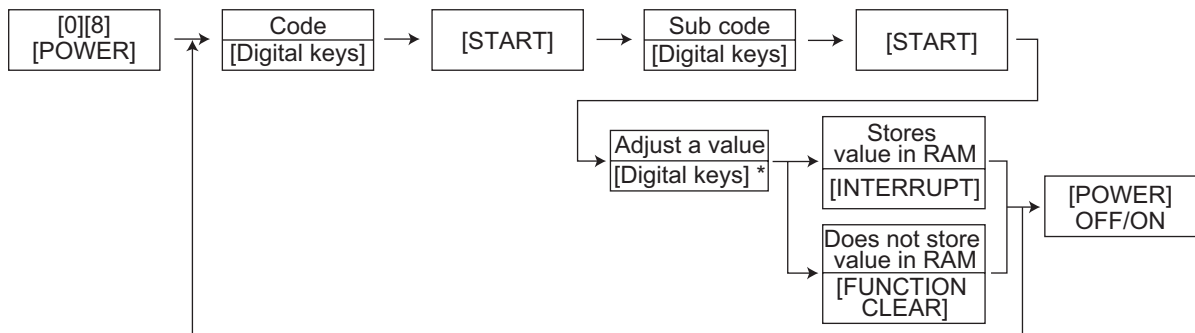 [0][8]
[POWER]
Code
[Digital keys]
[START]
Sub code
[Digital keys]
[START]
Adjust a value
[Digital keys] *
Stores
value in RAM
[INTERRUPT]
Does not store
value in RAM
[FUNCTION
CLEAR]
[POWER]
OFF/ON